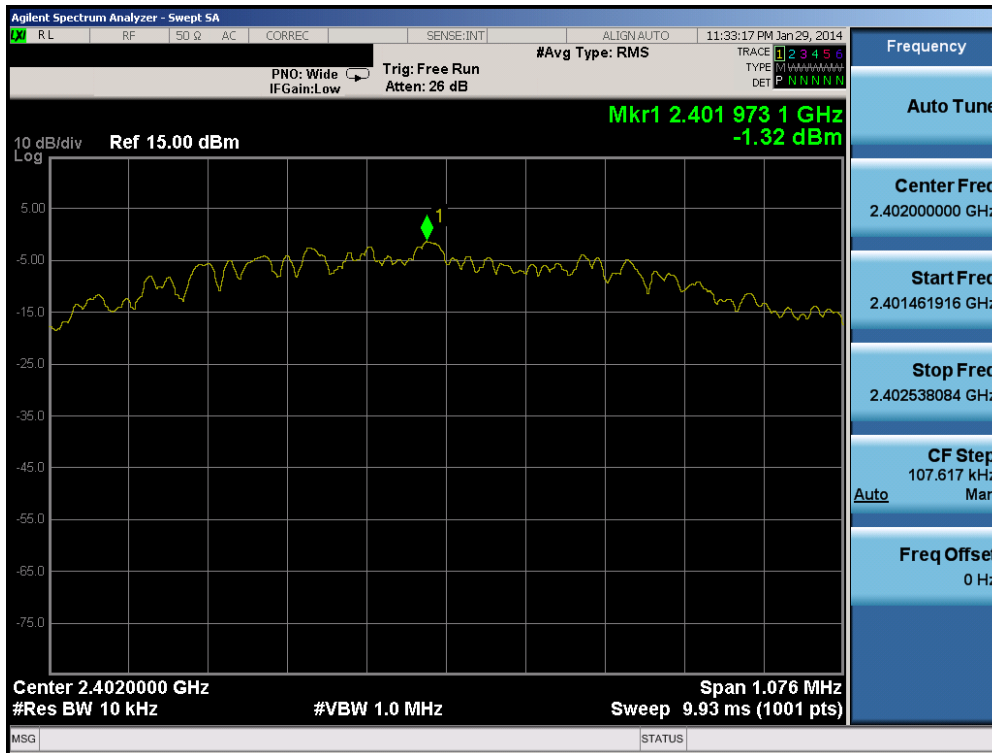 Agilent Spectrum Analyzer - Swept SA
LXI RL RF 50 Ω AC CORREC SENSE:INT ALIGN AUTO 11:33:17 PM Jan 29, 2014
PNO: Wide
IFGain:Low
Trig: Free Run
Atten: 26 dB
#Avg Type: RMS
TRACE 1 2 3 4 5 6
TYPE M W W W W W
DET P N N N N N
Mkr1 2.401 973 1 GHz
-1.32 dBm
10 dB/div Ref 15.00 dBm
Log
1
5.00
-5.00
-15.0
-25.0
-35.0
-45.0
-55.0
-65.0
-75.0
Center 2.4020000 GHz Span 1.076 MHz
#Res BW 10 kHz #VBW 1.0 MHz Sweep 9.93 ms (1001 pts)
MSG STATUS
Frequency
Auto Tune
Center Freq
2.402000000 GHz
Start Freq
2.401461916 GHz
Stop Freq
2.402538084 GHz
CF Step
107.617 kHz
Auto Man
Freq Offset
0 Hz